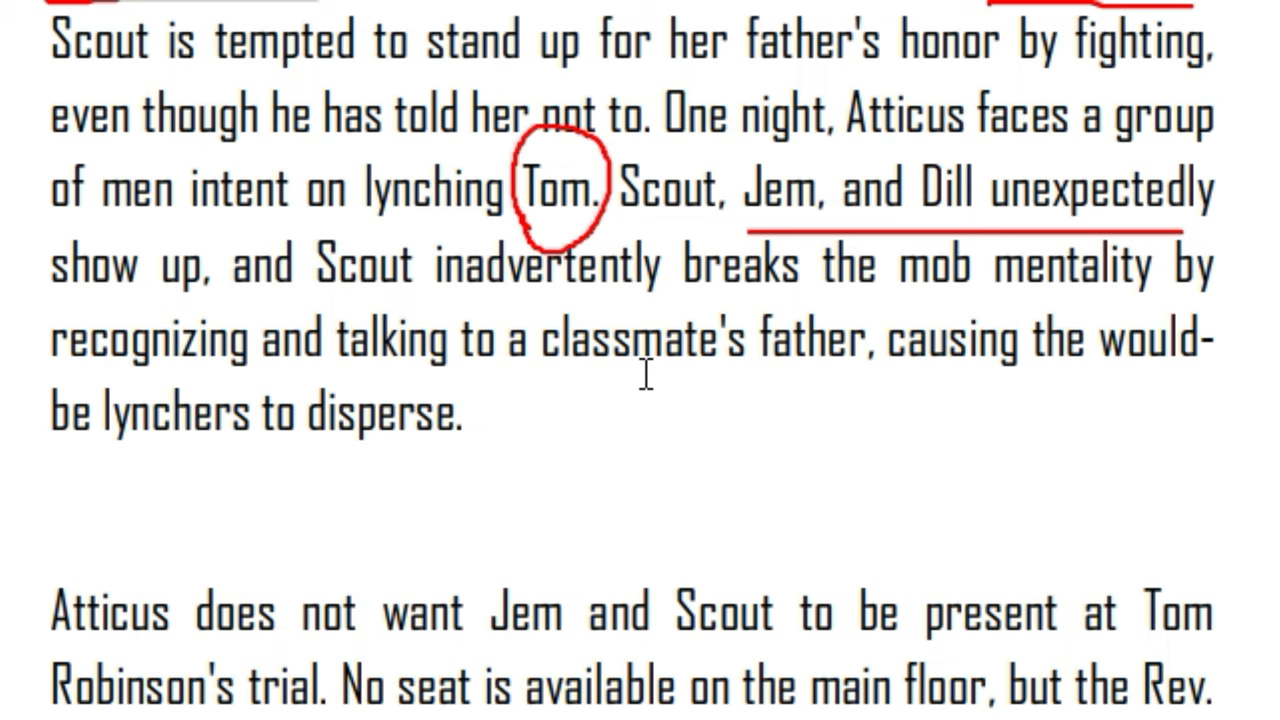 Scout is tempted to stand up for her father's honor by fighting,
even though he has told her not to. One night, Atticus faces a group
of men intent on lynching Tom. Scout, Jem, and Dill unexpectedly
show up, and Scout inadvertently breaks the mob mentality by
recognizing and talking to a classmate's father, causing the would-
be lynchers to disperse.
Atticus does not want Jem and Scout to be present at Tom
Robinson's trial. No seat is available on the main floor, but the Rev.